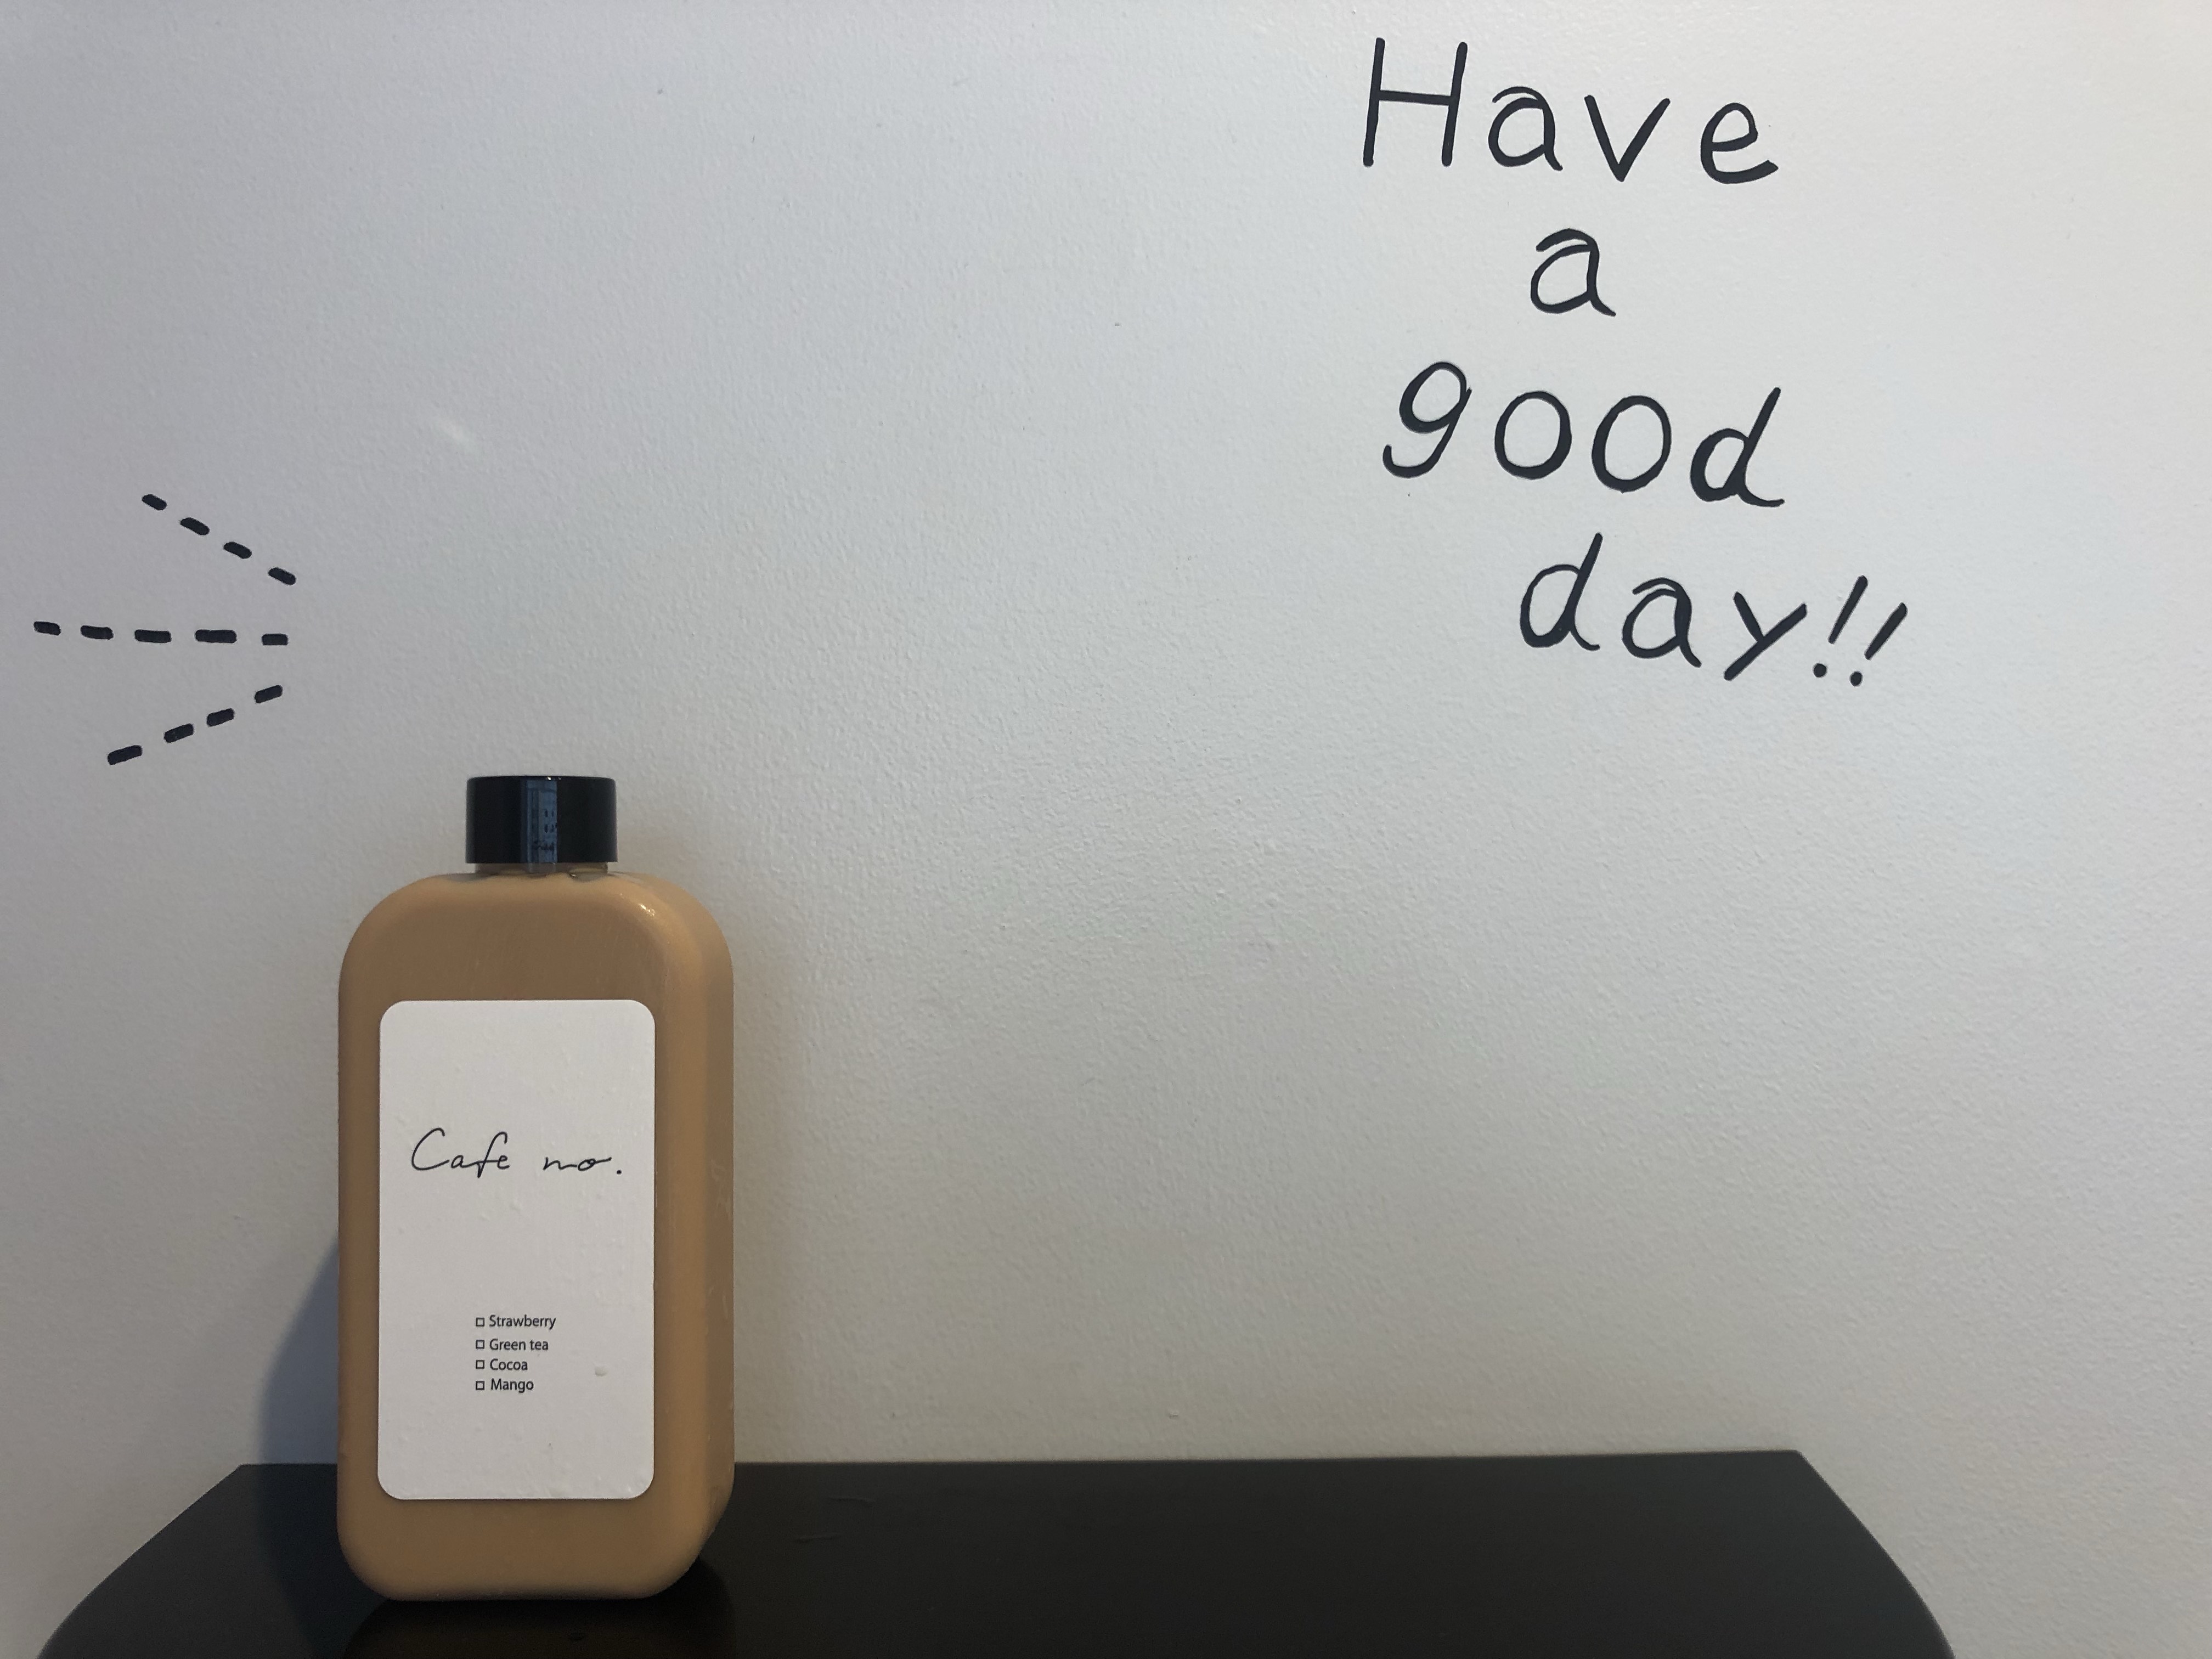 Have
a
good
day!!
Cafe no.
☐ Strawberry
☐ Green tea
☐ Cocoa
☐ Mango